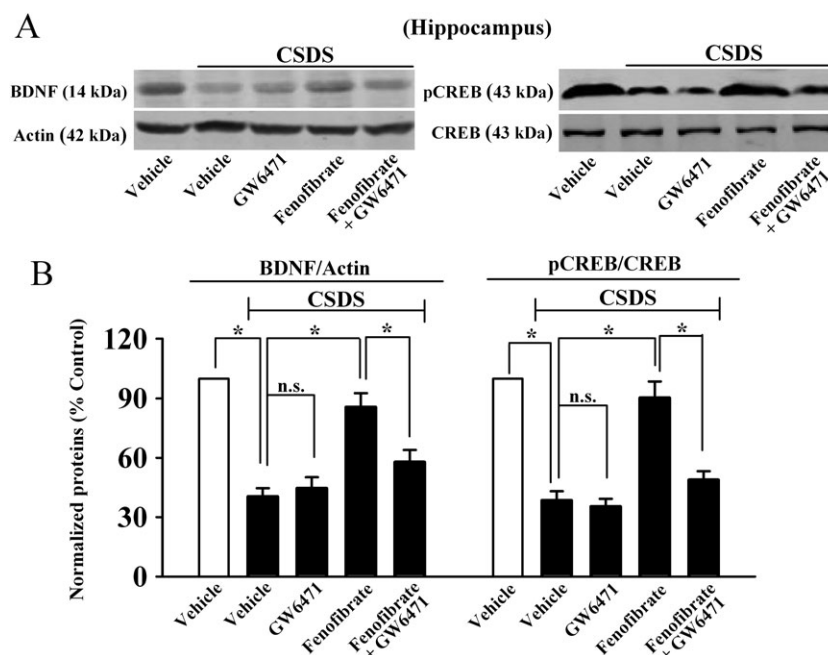 A
(Hippocampus)
CSDS
BDNF (14 kDa)
Actin (42 kDa)
Vehicle
Vehicle
GW6471
Fenofibrate
Fenofibrate
+ GW6471
CSDS
pCREB (43 kDa)
CREB (43 kDa)
Vehicle
Vehicle
GW6471
Fenofibrate
Fenofibrate
+ GW6471
B
BDNF/Actin
pCREB/CREB
CSDS
CSDS
Normalized proteins (% Control)
120
90
60
30
0
*
*
*
n.s.
*
*
*
n.s.
Vehicle
Vehicle
GW6471
Fenofibrate
Fenofibrate
+ GW6471
Vehicle
Vehicle
GW6471
Fenofibrate
Fenofibrate
+ GW6471